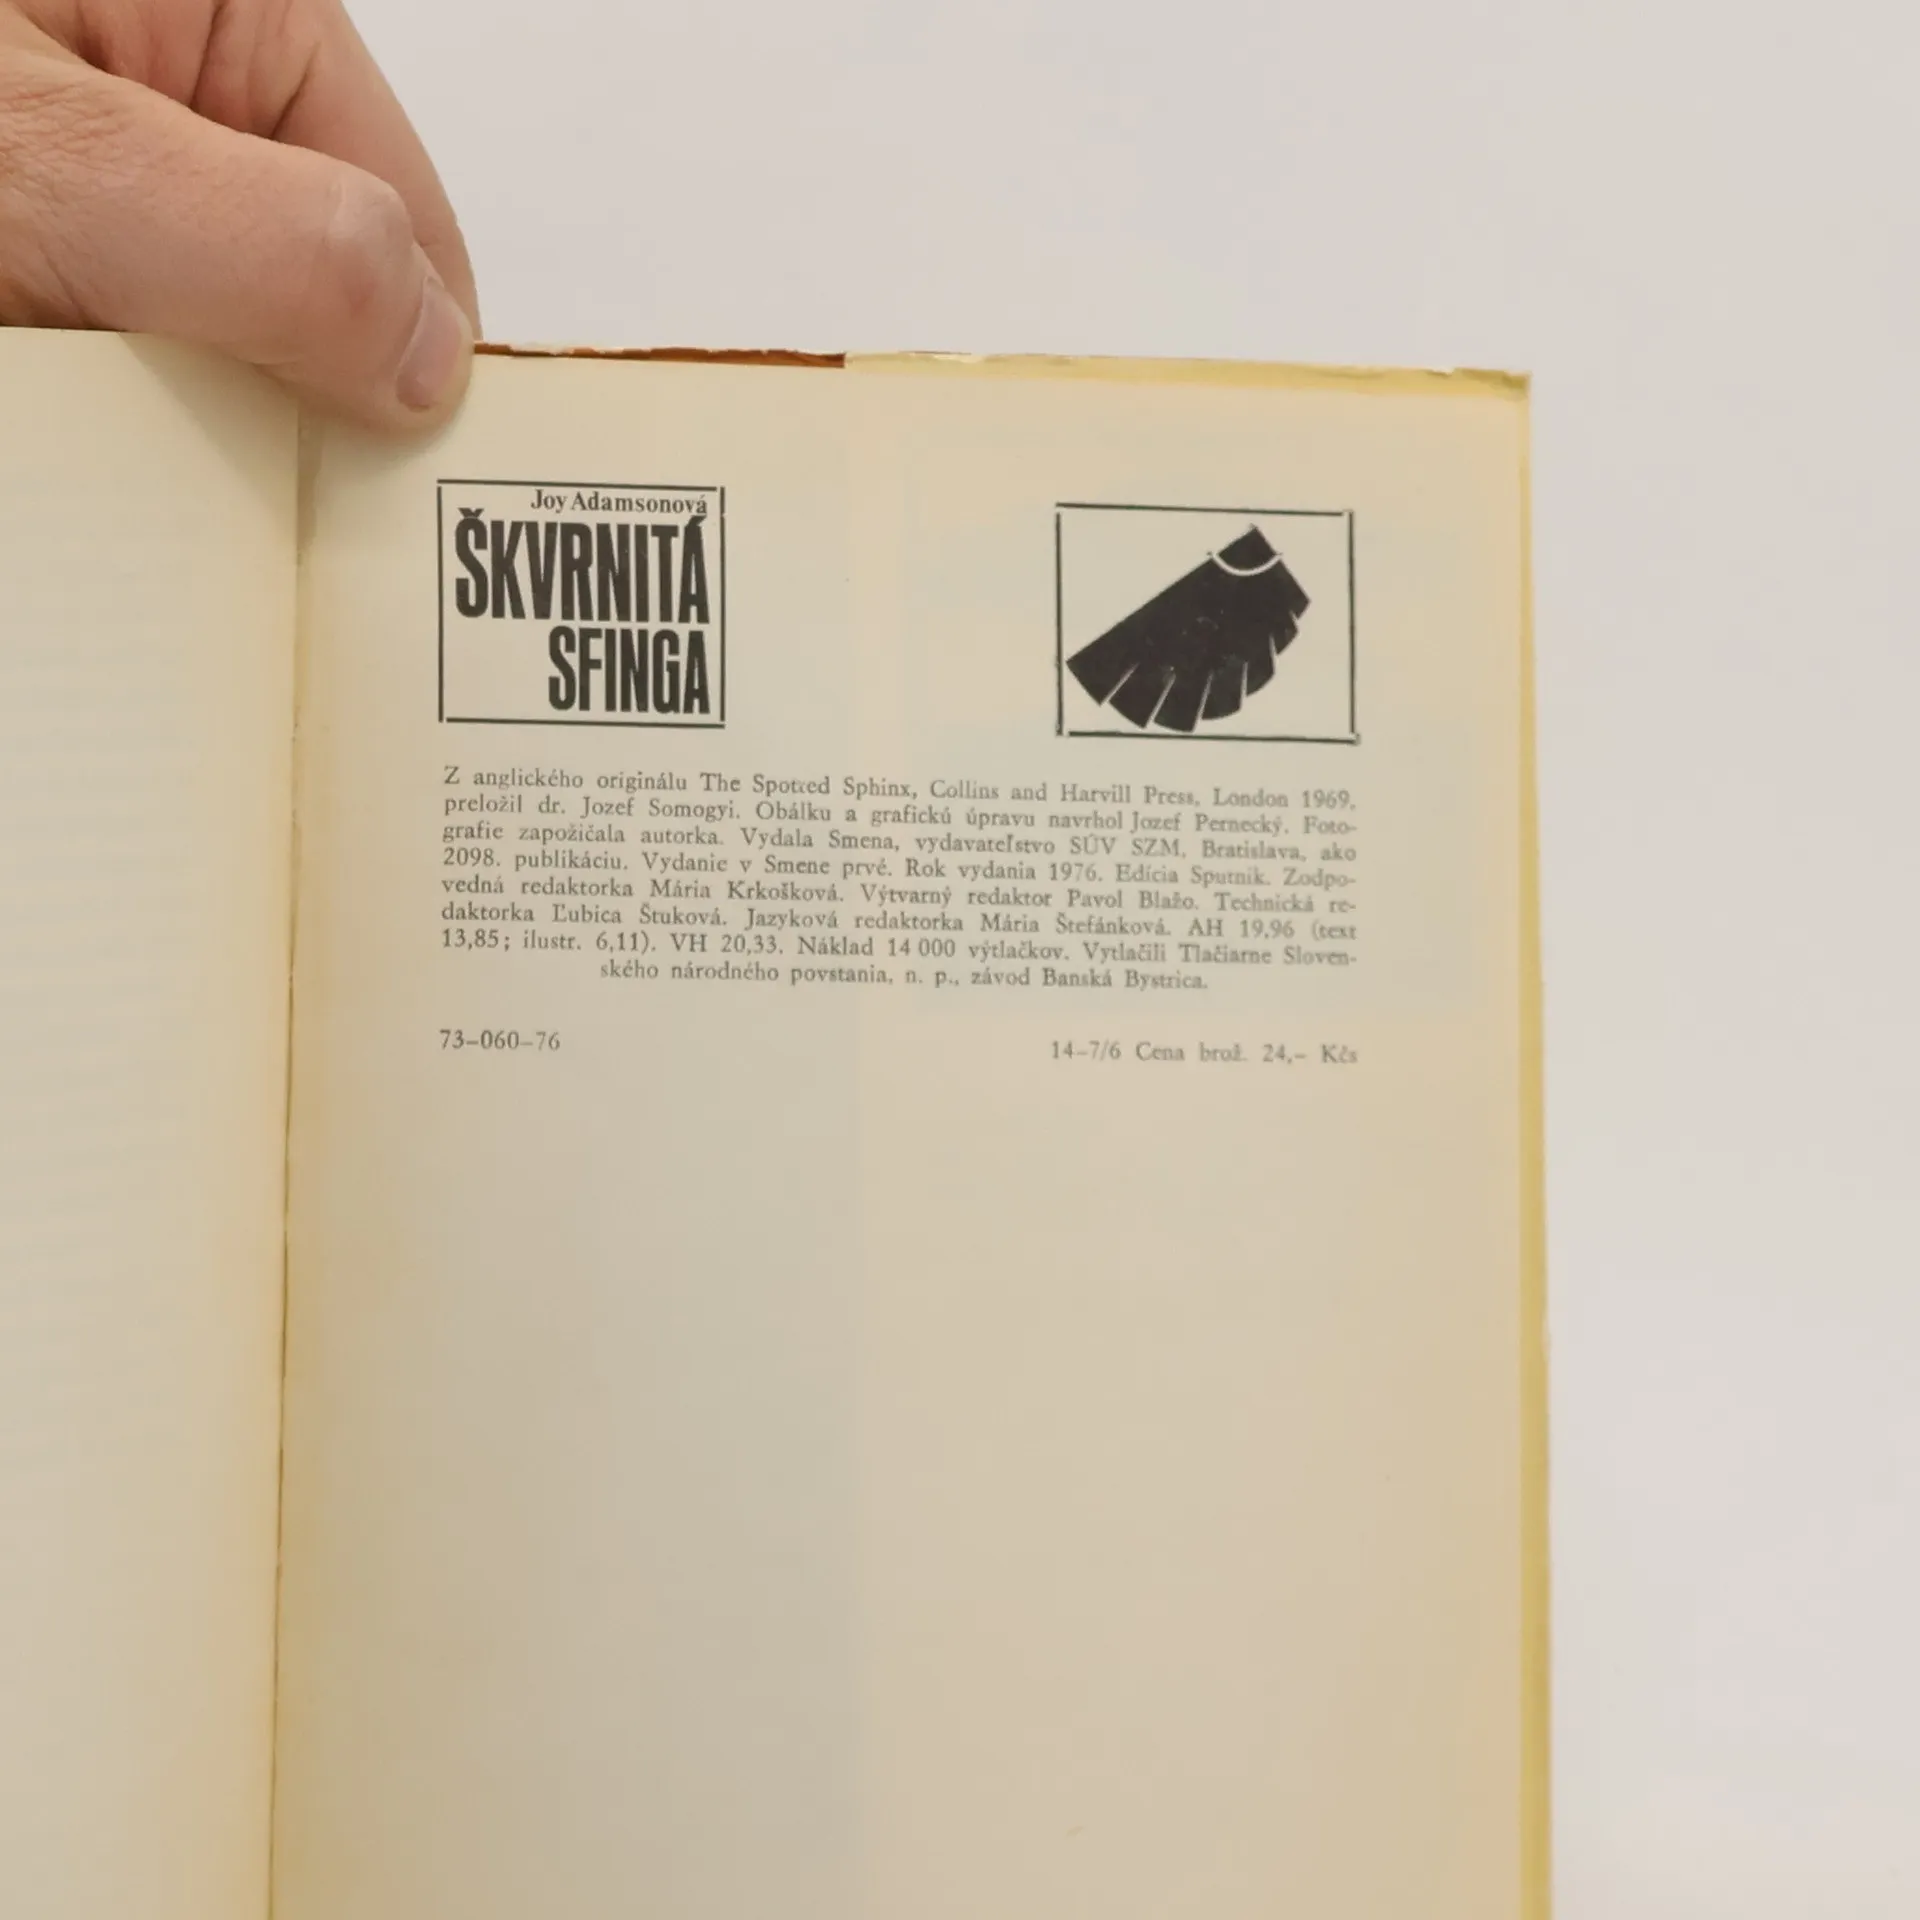 Joy Adamsonová
ŠKVRNITÁ
SFINGA
Z anglického originálu The Spotted Sphinx, Collins and Harvill Press, London 1969,
preložil dr. Jozef Somogyi. Obálku a grafickú úpravu navrhol Jozef Pernecký. Foto-
grafie zapožičala autorka. Vydala Smena, vydavateľstvo SÚV SZM, Bratislava, ako
2098. publikáciu. Vydanie v Smene prvé. Rok vydania 1976. Edícia Sputnik. Zodpo-
vedná redaktorka Mária Krkošková. Výtvarný redaktor Pavol Blažo. Technická re-
daktorka Ľubica Štuková. Jazyková redaktorka Mária Štefánková. AH 19,96 (text
13,85; ilustr. 6,11). VH 20,33. Náklad 14 000 výtlačkov. Vytlačili Tlačiarne Sloven-
ského národného povstania, n. p., závod Banská Bystrica.
73–060–76
14–7/6 Cena brož. 24,– Kčs